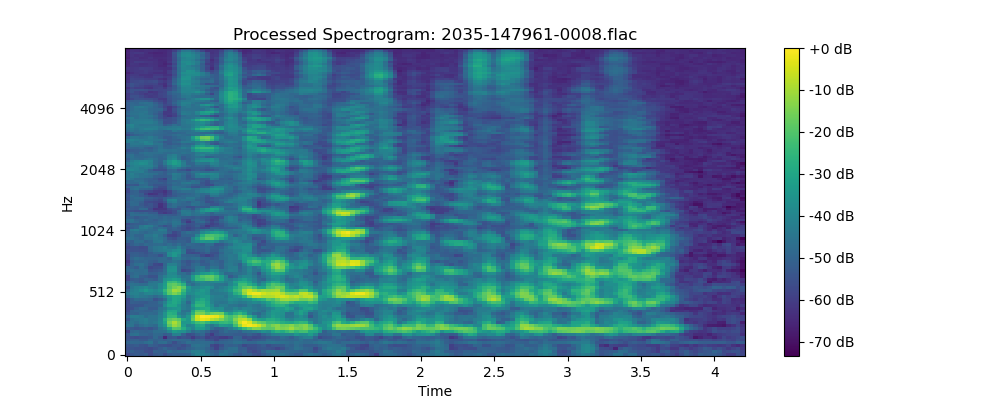 Processed Spectrogram: 2035-147961-0008.flac
Hz
4096
2048
1024
512
0
0 0.5 1 1.5 2 2.5 3 3.5 4
Time
+0 dB
-10 dB
-20 dB
-30 dB
-40 dB
-50 dB
-60 dB
-70 dB